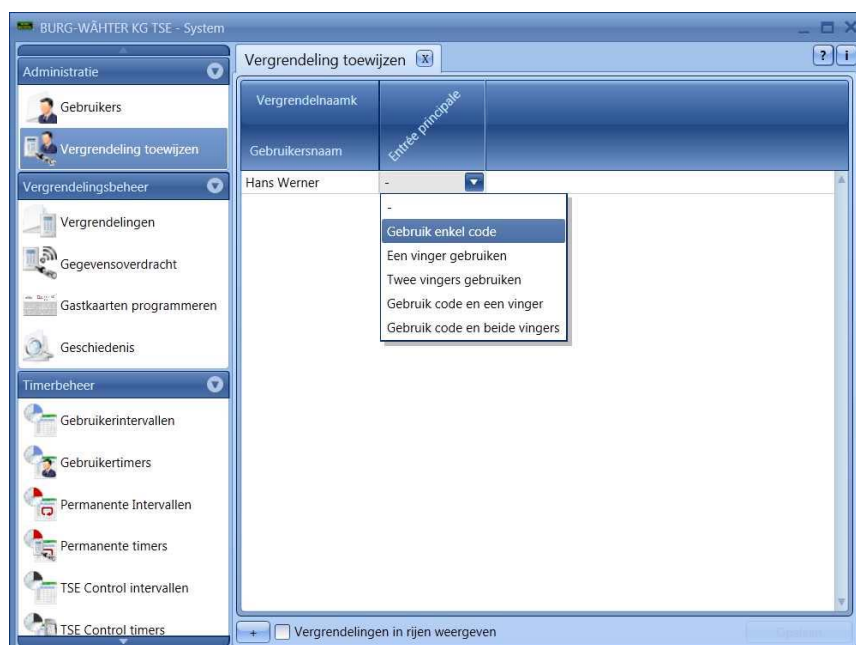 BURG-WÄHTER KG TSE - System
Administratie
Gebruikers
Vergrendeling toewijzen
Vergrendelingsbeheer
Vergrendelingen
Gegevensoverdracht
Gastkaarten programmeren
Geschiedenis
Timerbeheer
Gebruikerintervallen
Gebruikertimers
Permanente Intervallen
Permanente timers
TSE Control intervallen
TSE Control timers
Vergrendeling toewijzen X
? i
Vergrendelnaamk
Entrée principale
Gebruikersnaam
Hans Werner -
-
Gebruik enkel code
Een vinger gebruiken
Twee vingers gebruiken
Gebruik code en een vinger
Gebruik code en beide vingers
+ Vergrendelingen in rijen weergeven